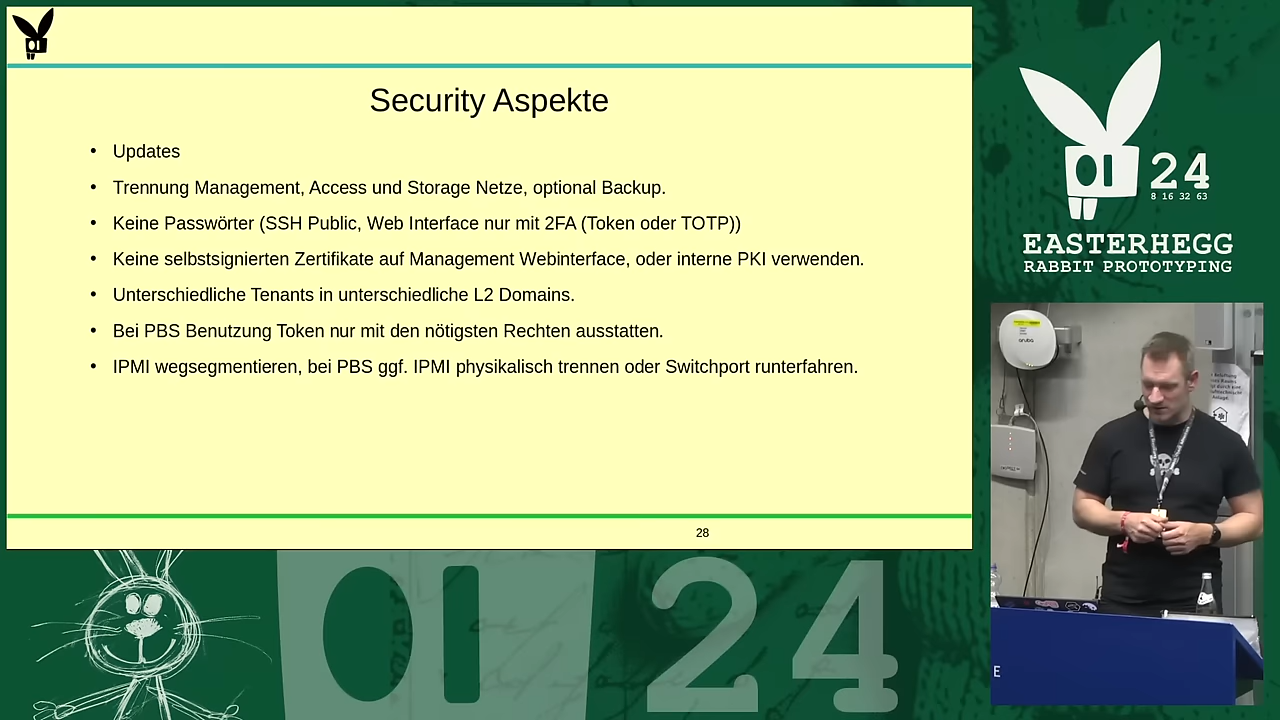 Security Aspekte
• Updates
• Trennung Management, Access und Storage Netze, optional Backup.
• Keine Passwörter (SSH Public, Web Interface nur mit 2FA (Token oder TOTP))
• Keine selbstsignierten Zertifikate auf Management Webinterface, oder interne PKI verwenden.
• Unterschiedliche Tenants in unterschiedliche L2 Domains.
• Bei PBS Benutzung Token nur mit den nötigsten Rechten ausstatten.
• IPMI wegsegmentieren, bei PBS ggf. IPMI physikalisch trennen oder Switchport runterfahren.
28
24
8 16 32 63
EASTERHEGG
RABBIT PROTOTYPING
aruba
E
24